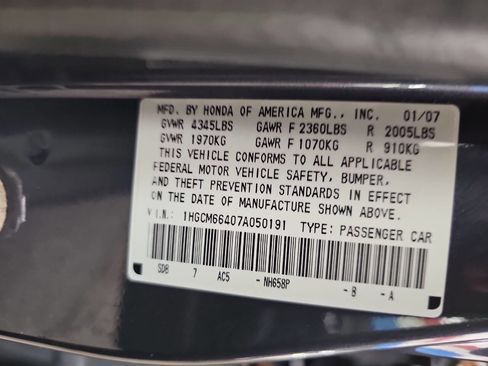 MFD. BY HONDA OF AMERICA MFG., INC. 01/07
GVWR 4345LBS GAWR F 2360LBS R 2005LBS
GVWR 1970KG GAWR F 1070KG R 910KG
THIS VEHICLE CONFORMS TO ALL APPLICABLE
FEDERAL MOTOR VEHICLE SAFETY, BUMPER,
AND THEFT PREVENTION STANDARDS IN EFFECT
ON THE DATE OF MANUFACTURE SHOWN ABOVE.
V.I.N.: 1HGCM66407A050191 TYPE: PASSENGER CAR
SD8 7 AC5 - NH658P - B - A